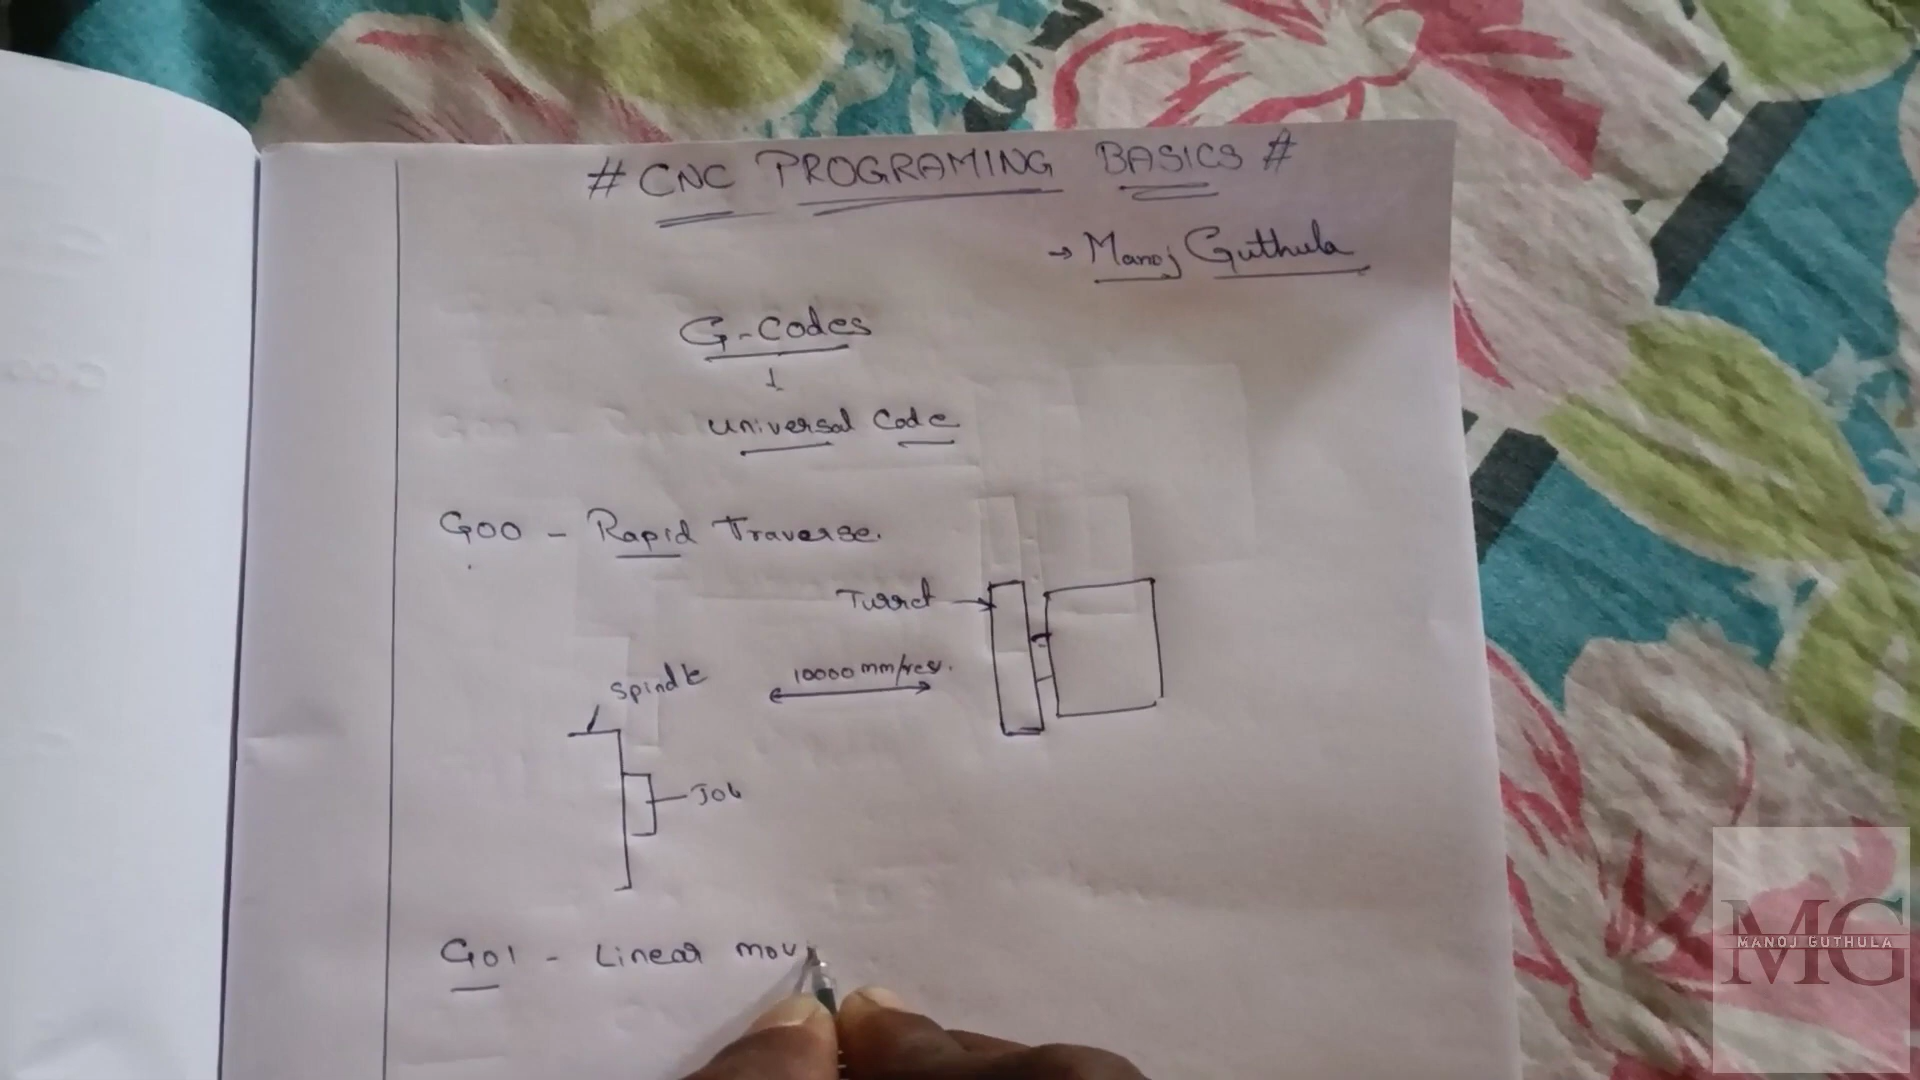 # CNC PROGRAMING BASICS #
→ Manoj Guthula
G-Codes
↓
universal Code
G00 - Rapid Traverse.
Turret
10000 mm/rev.
Spindle
Job
G01 - Linear mov
MG
MANOJ GUTHULA